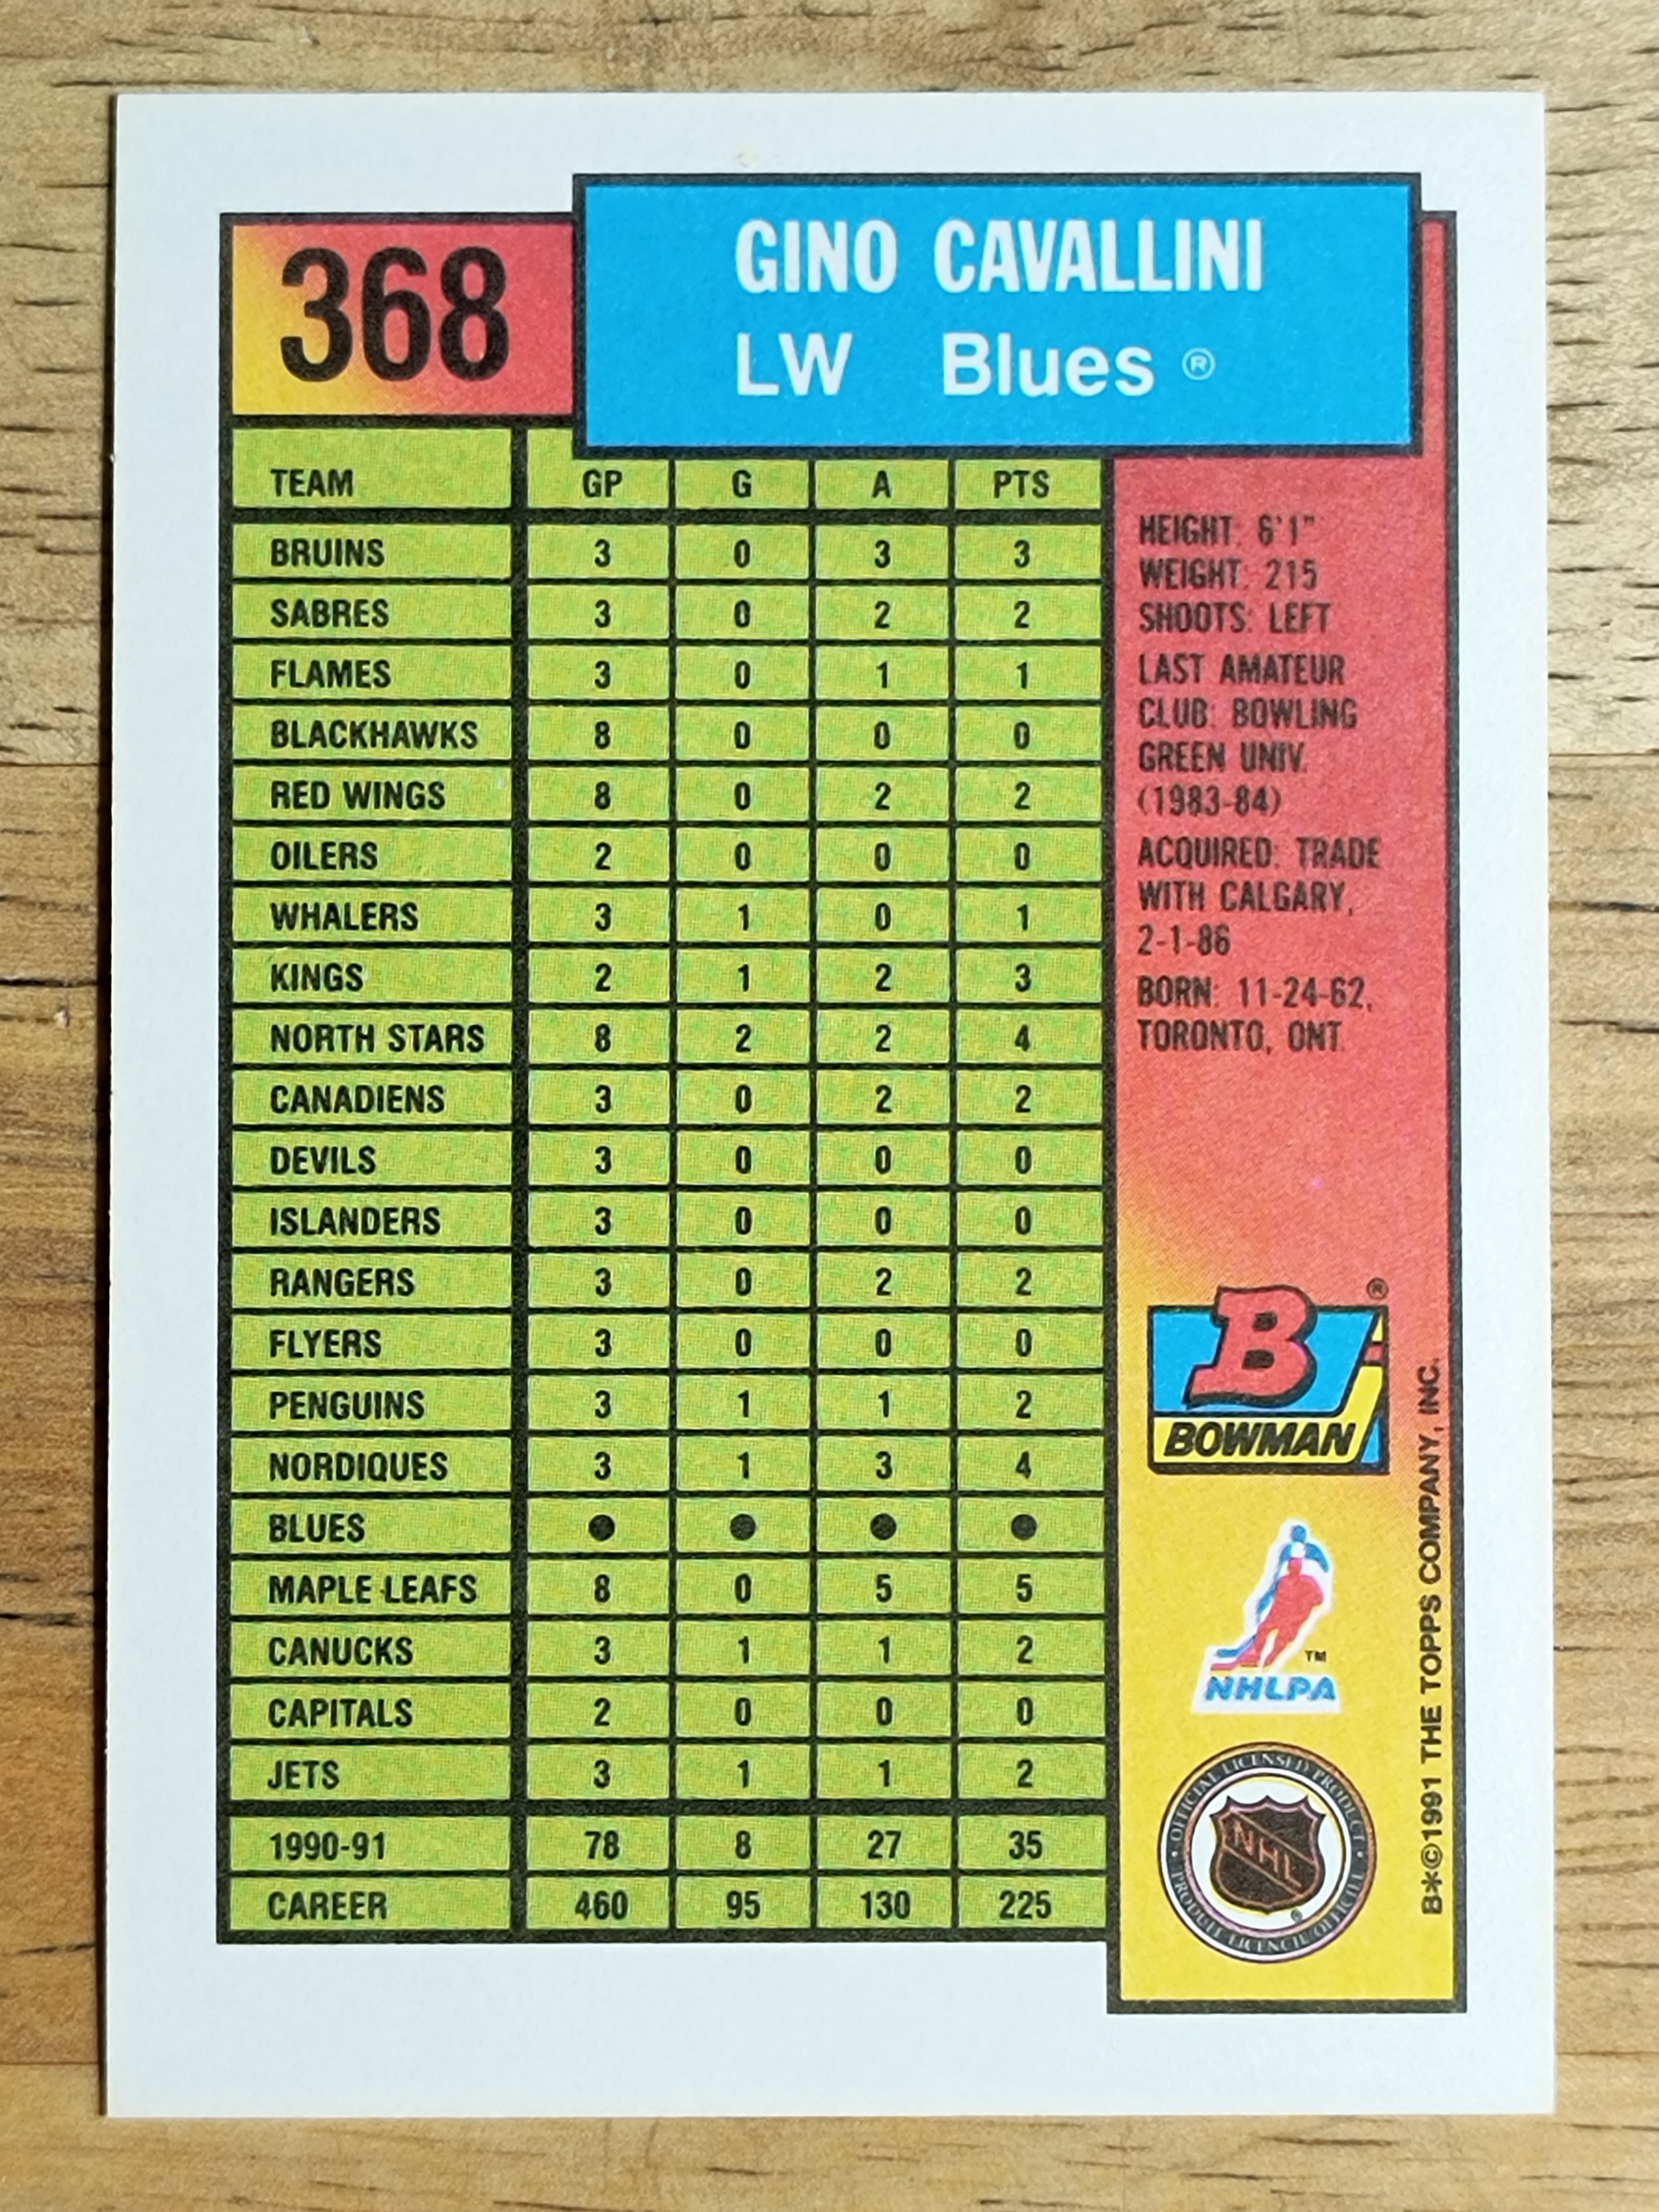 368
GINO CAVALLINI
LW Blues ®
TEAM GP G A PTS
BRUINS 3 0 3 3
SABRES 3 0 2 2
FLAMES 3 0 1 1
BLACKHAWKS 8 0 0 0
RED WINGS 8 0 2 2
OILERS 2 0 0 0
WHALERS 3 1 0 1
KINGS 2 1 2 3
NORTH STARS 8 2 2 4
CANADIENS 3 0 2 2
DEVILS 3 0 0 0
ISLANDERS 3 0 0 0
RANGERS 3 0 2 2
FLYERS 3 0 0 0
PENGUINS 3 1 1 2
NORDIQUES 3 1 3 4
BLUES ● ● ● ●
MAPLE LEAFS 8 0 5 5
CANUCKS 3 1 1 2
CAPITALS 2 0 0 0
JETS 3 1 1 2
1990-91 78 8 27 35
CAREER 460 95 130 225
HEIGHT: 6'1"
WEIGHT: 215
SHOOTS: LEFT
LAST AMATEUR
CLUB: BOWLING
GREEN UNIV.
(1983-84)
ACQUIRED: TRADE
WITH CALGARY,
2-1-86
BORN: 11-24-62,
TORONTO, ONT.
B ®
BOWMAN
TM
NHLPA
• OFFICIAL LICENSED PRODUCT •
NHL ®
PRODUIT LICENCIE OFFICIEL
B*©1991 THE TOPPS COMPANY, INC.